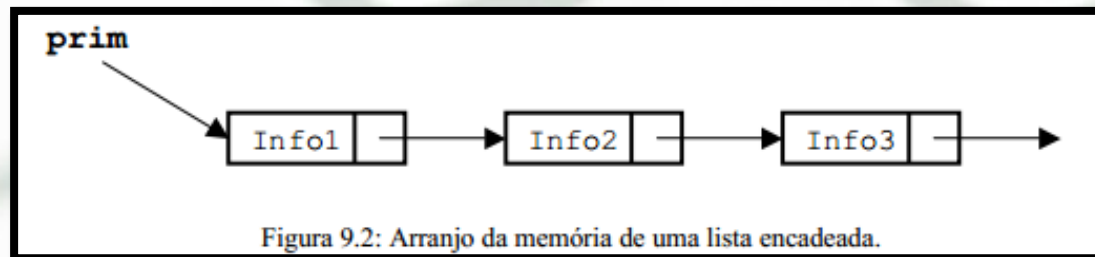 prim
Info1 Info2 Info3
Figura 9.2: Arranjo da memória de uma lista encadeada.